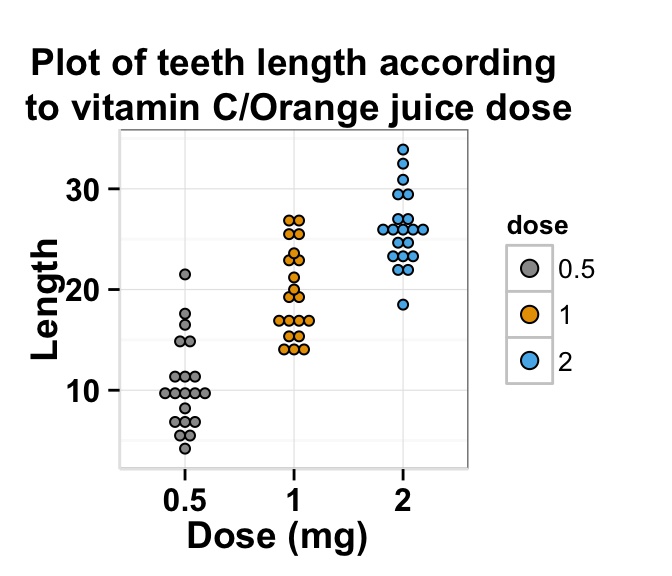 Plot of teeth length according
to vitamin C/Orange juice dose
Length
30
20
10
0.5
1
2
Dose (mg)
dose
0.5
1
2